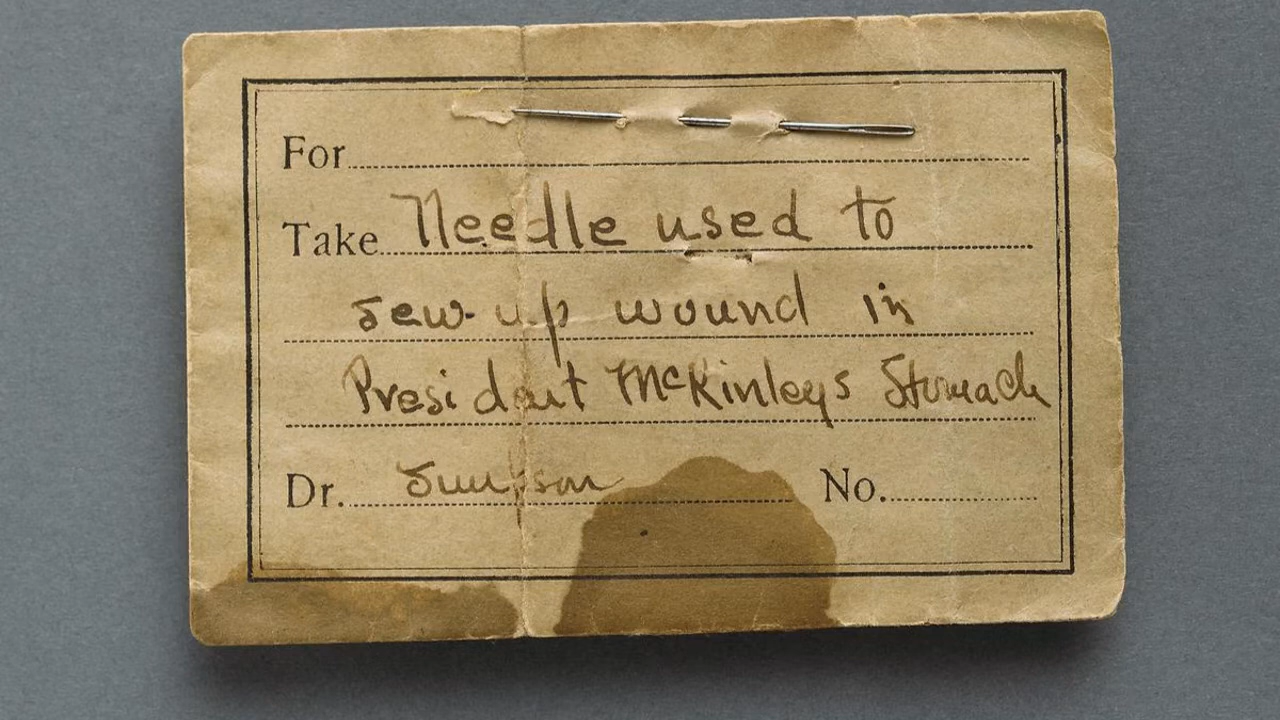 For
Take Needle used to
sew up wound in
President McKinleys Stomach
Dr. Simpson No.